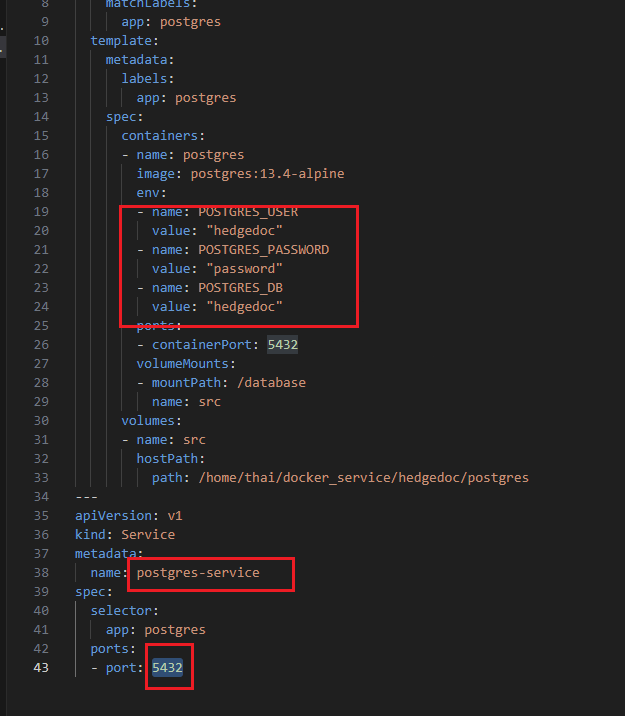 8 matchLabels:
9 app: postgres
10 template:
11 metadata:
12 labels:
13 app: postgres
14 spec:
15 containers:
16 - name: postgres
17 image: postgres:13.4-alpine
18 env:
19 - name: POSTGRES_USER
20 value: "hedgedoc"
21 - name: POSTGRES_PASSWORD
22 value: "password"
23 - name: POSTGRES_DB
24 value: "hedgedoc"
25 ports:
26 - containerPort: 5432
27 volumeMounts:
28 - mountPath: /database
29 name: src
30 volumes:
31 - name: src
32 hostPath:
33 path: /home/thai/docker_service/hedgedoc/postgres
34 ---
35 apiVersion: v1
36 kind: Service
37 metadata:
38 name: postgres-service
39 spec:
40 selector:
41 app: postgres
42 ports:
43 - port: 5432